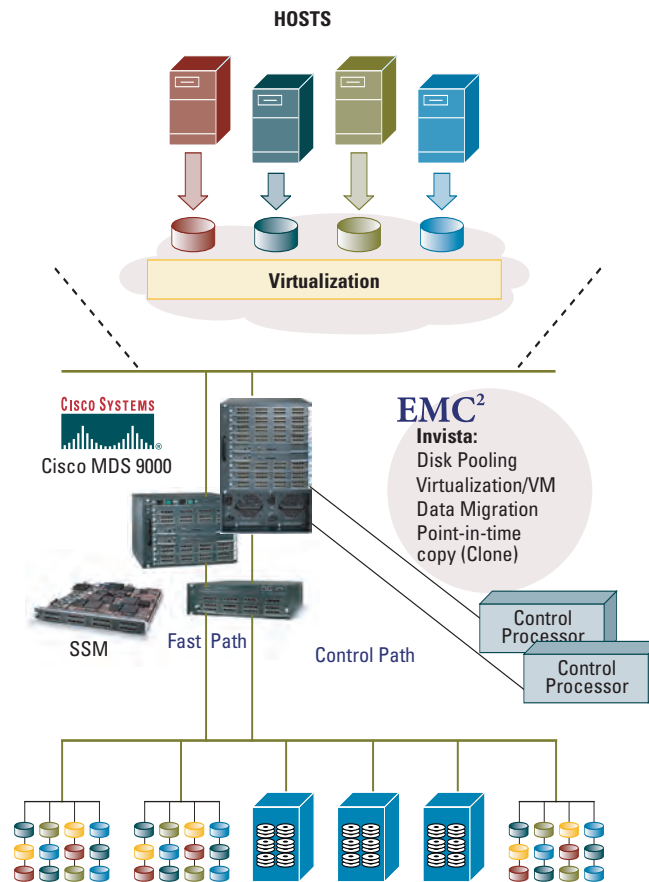 HOSTS
Virtualization
CISCO SYSTEMS
®
Cisco MDS 9000
EMC²
Invista:
Disk Pooling
Virtualization/VM
Data Migration
Point-in-time
copy (Clone)
SSM
Fast Path
Control Path
Control
Processor
Control
Processor